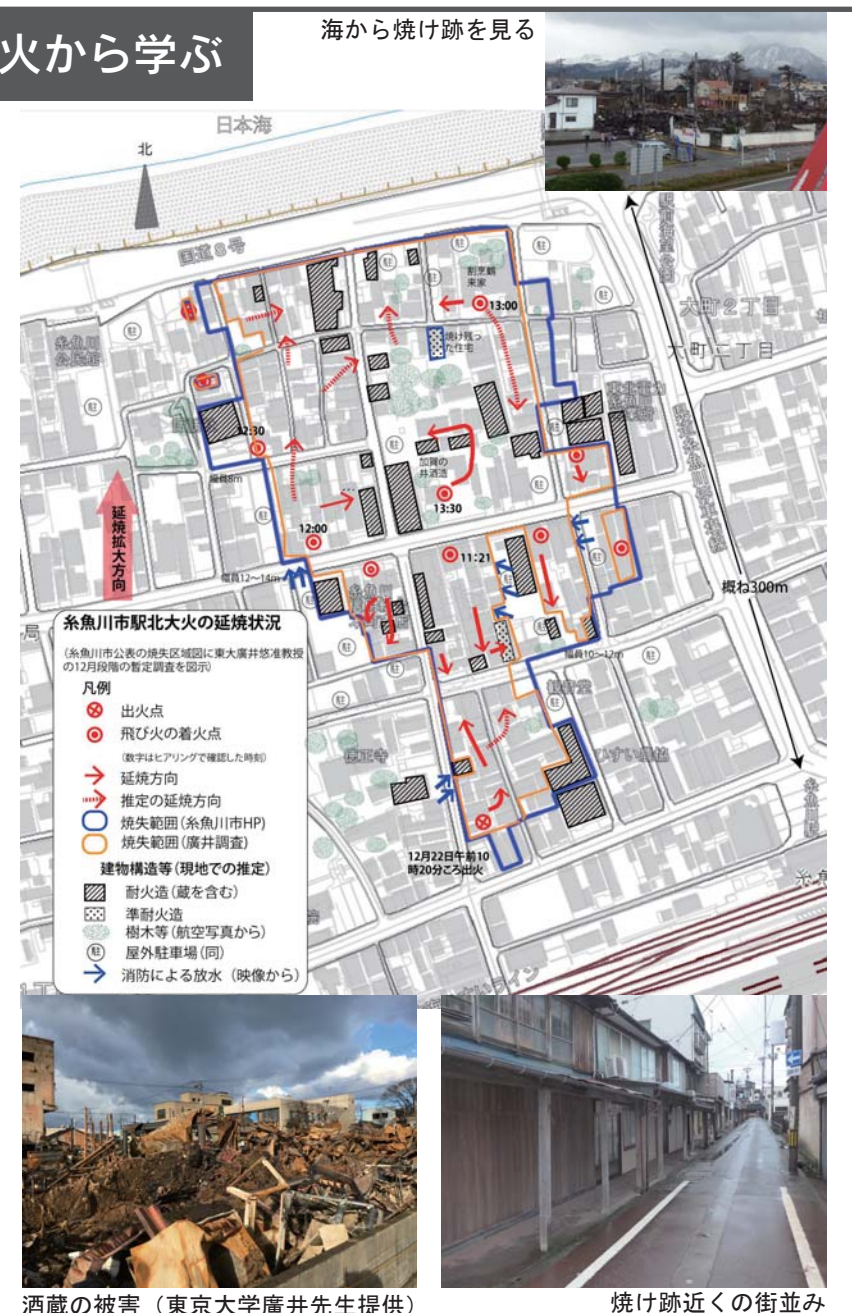 火から学ぶ
海から焼け跡を見る
日本海
北
国道8号
駐
駐
駐
駐
駐
割烹鶴
来家
13:00
大町2丁目
大町二丁目
糸魚川
公民館
焼け残っ
た住宅
12:30
幅員8m
加賀の
井酒造
13:30
延焼拡大方向
12:00
11:21
幅員12〜14m
概ね300m
幅員10〜12m
観音堂
徳正寺
糸魚川市駅北大火の延焼状況
(糸魚川市公表の焼失区域図に東大廣井悠准教授
の12月段階の暫定調査を図示)
凡例
出火点
飛び火の着火点
(数字はヒアリングで確認した時刻)
延焼方向
推定の延焼方向
焼失範囲(糸魚川市HP)
焼失範囲(廣井調査)
建物構造等(現地での推定)
耐火造(蔵を含む)
準耐火造
樹木等(航空写真から)
駐 屋外駐車場(同)
消防による放水(映像から)
12月22日午前10
時20分ころ出火
酒蔵の被害(東京大学廣井先生提供)
焼け跡近くの街並み